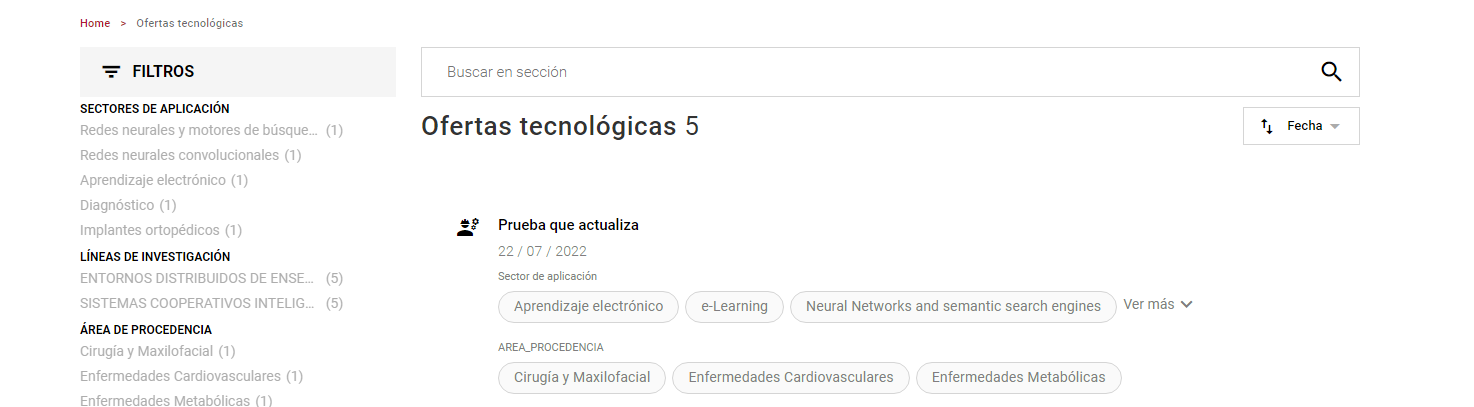 Home > Ofertas tecnológicas
FILTROS
SECTORES DE APLICACIÓN
Redes neurales y motores de búsque... (1)
Redes neurales convolucionales (1)
Aprendizaje electrónico (1)
Diagnóstico (1)
Implantes ortopédicos (1)
LÍNEAS DE INVESTIGACIÓN
ENTORNOS DISTRIBUIDOS DE ENSE... (5)
SISTEMAS COOPERATIVOS INTELIG... (5)
ÁREA DE PROCEDENCIA
Cirugía y Maxilofacial (1)
Enfermedades Cardiovasculares (1)
Enfermedades Metabólicas (1)
Buscar en sección
Ofertas tecnológicas 5
Fecha
Prueba que actualiza
22 / 07 / 2022
Sector de aplicación
Aprendizaje electrónico e-Learning Neural Networks and semantic search engines Ver más
AREA_PROCEDENCIA
Cirugía y Maxilofacial Enfermedades Cardiovasculares Enfermedades Metabólicas